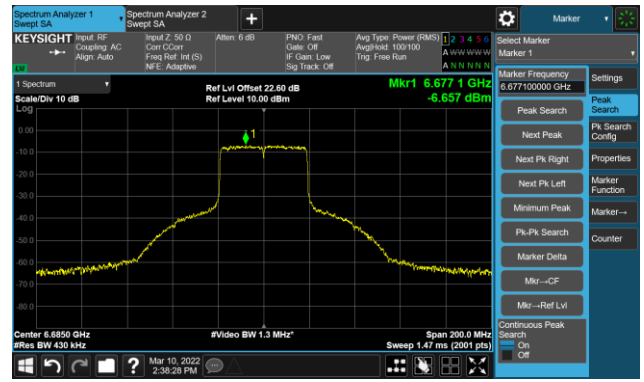 Spectrum Analyzer 1
Swept SA
Spectrum Analyzer 2
Swept SA
+
Marker
KEYSIGHT
Input: RF
Coupling: AC
Align: Auto
Input Z: 50 Ω
Corr CCorr
Freq Ref: Int (S)
NFE: Adaptive
Atten: 6 dB
PNO: Fast
Gate: Off
IF Gain: Low
Sig Track: Off
Avg Type: Power (RMS)
Avg|Hold: 100/100
Trig: Free Run
1 2 3 4 5 6
A W W W W W
A N N N N N
Select Marker
Marker 1
1 Spectrum
Scale/Div 10 dB
Log
Ref Lvl Offset 22.60 dB
Ref Level 10.00 dBm
Mkr1 6.677 1 GHz
-6.657 dBm
1
0.00
-10.0
-20.0
-30.0
-40.0
-50.0
-60.0
-70.0
-80.0
Center 6.6850 GHz
#Res BW 430 kHz
#Video BW 1.3 MHz*
Span 200.0 MHz
Sweep 1.47 ms (2001 pts)
Marker Frequency
6.677100000 GHz
Peak Search
Next Peak
Next Pk Right
Next Pk Left
Minimum Peak
Pk-Pk Search
Marker Delta
Mkr→CF
Mkr→Ref Lvl
Continuous Peak
Search
On
Off
Settings
Peak
Search
Pk Search
Config
Properties
Marker
Function
Marker→
Counter
?
Mar 10, 2022
2:38:28 PM